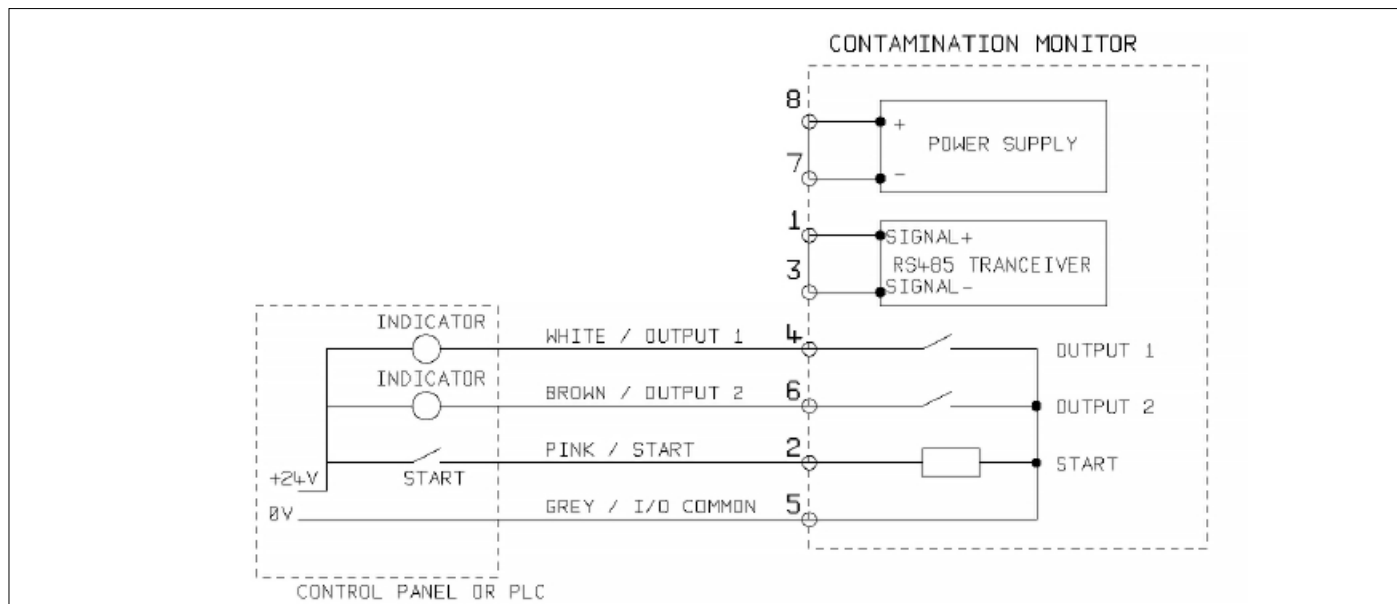 CONTAMINATION MONITOR
8
+
POWER SUPPLY
7
-
1
SIGNAL+
RS485 TRANCEIVER
3
SIGNAL-
INDICATOR
WHITE / OUTPUT 1
4
OUTPUT 1
INDICATOR
BROWN / OUTPUT 2
6
OUTPUT 2
PINK / START
2
START
+24V
START
0V
GREY / I/O COMMON
5
CONTROL PANEL OR PLC